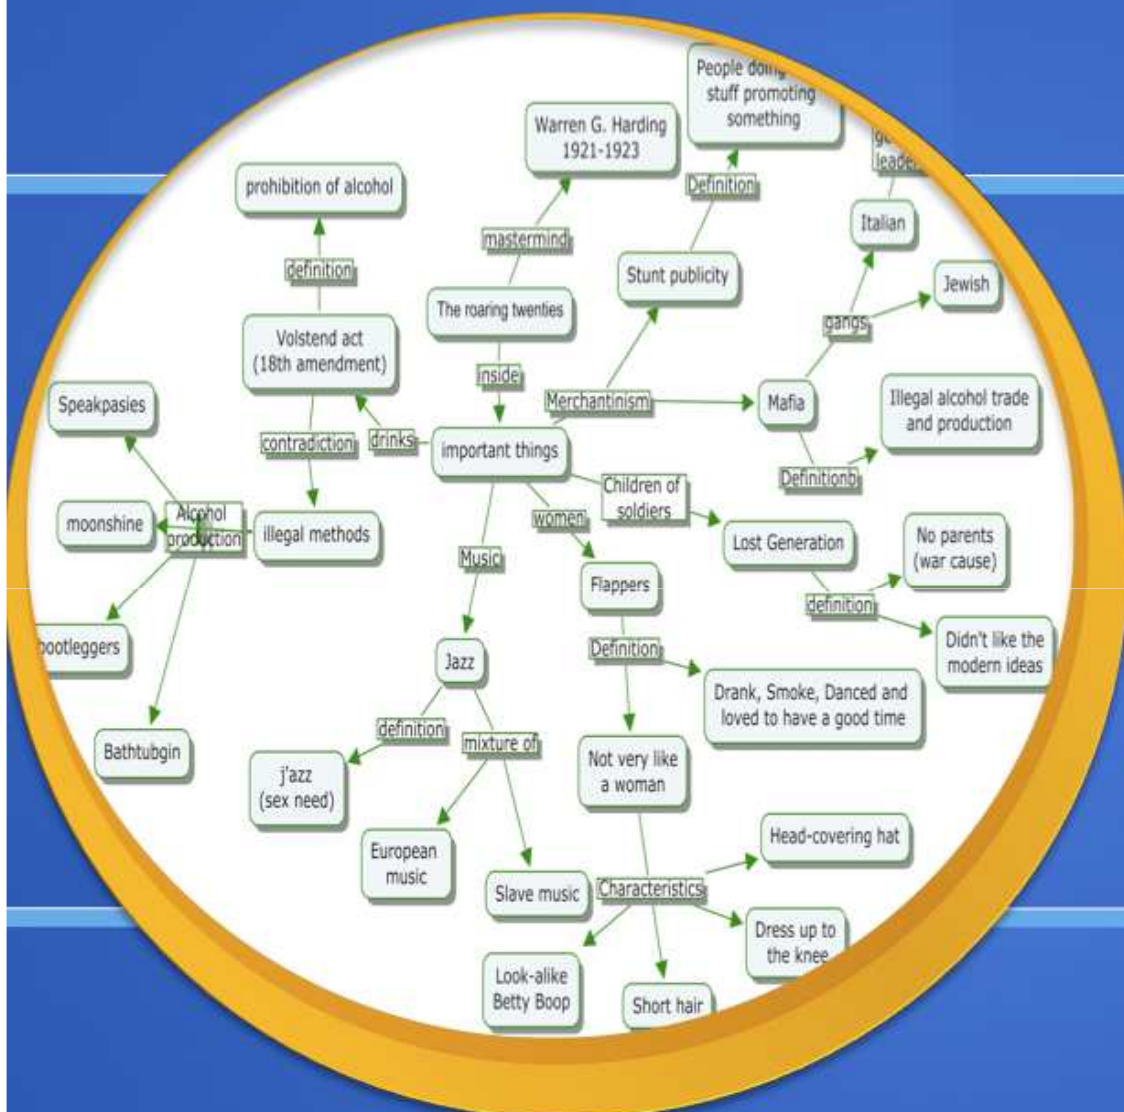 People doing
stuff promoting
something
Warren G. Harding
1921-1923
leader
prohibition of alcohol
Definition
Italian
mastermind
definition
Stunt publicity
Jewish
The roaring twenties
gangs
Volstend act
(18th amendment)
inside
Merchantinism
Mafia
Illegal alcohol trade
and production
Speakpasies
contradiction
drinks
important things
Definitionb
Children of
soldiers
Alcohol
production
moonshine
illegal methods
women
Lost Generation
No parents
(war cause)
Music
Flappers
definition
bootleggers
Jazz
Definition
Didn't like the
modern ideas
Drank, Smoke, Danced and
loved to have a good time
definition
mixture of
Bathtubgin
Not very like
a woman
j'azz
(sex need)
European
music
Head-covering hat
Slave music
Characteristics
Dress up to
the knee
Look-alike
Betty Boop
Short hair